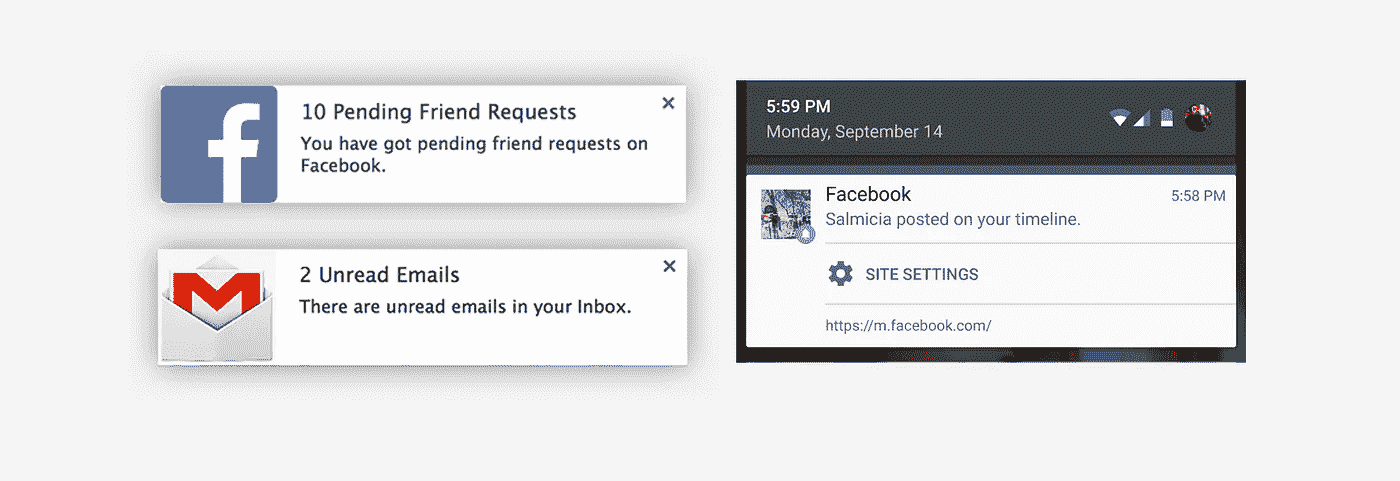 10 Pending Friend Requests
You have got pending friend requests on
Facebook.
2 Unread Emails
There are unread emails in your Inbox.
5:59 PM
Monday, September 14
Facebook
5:58 PM
Salmicia posted on your timeline.
SITE SETTINGS
https://m.facebook.com/